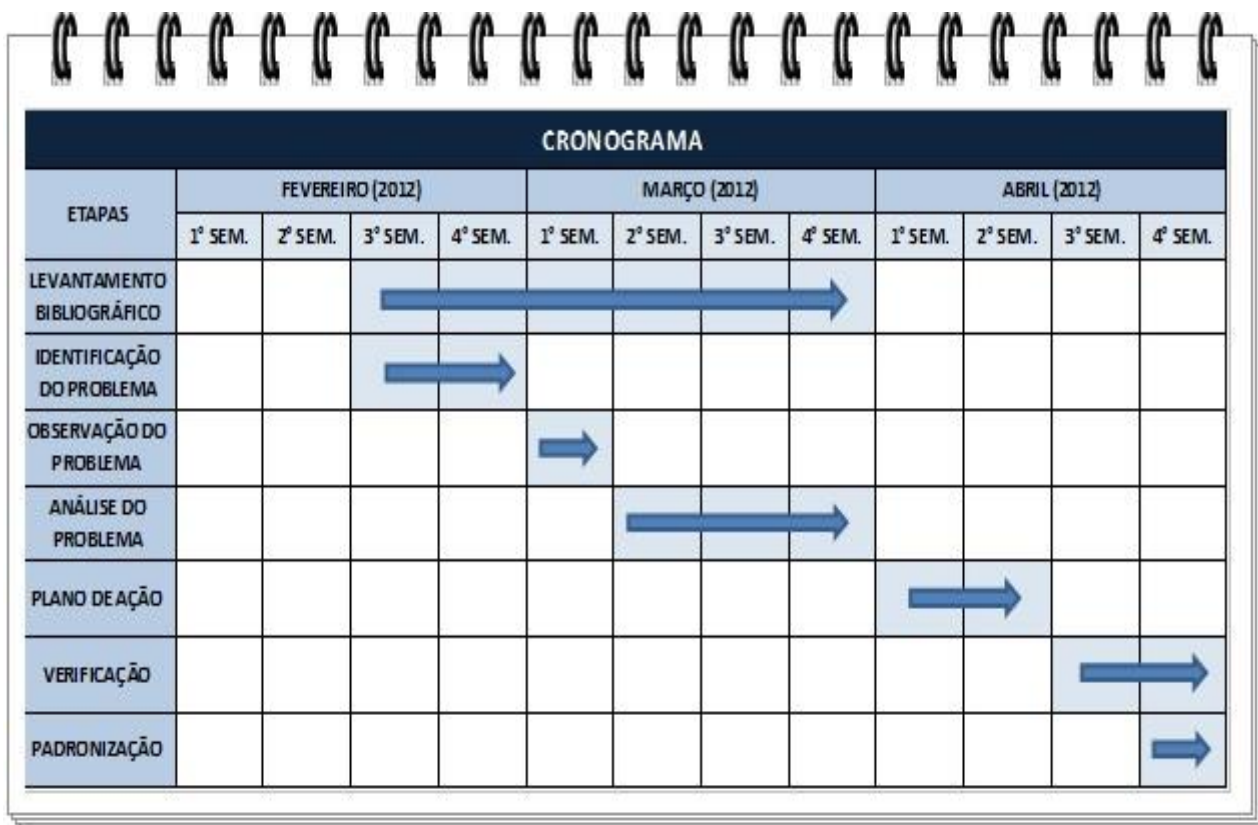 CRONOGRAMA
ETAPAS
FEVEREIRO (2012)
MARÇO (2012)
ABRIL (2012)
1° SEM.
2° SEM.
3° SEM.
4° SEM.
1° SEM.
2° SEM.
3° SEM.
4° SEM.
1° SEM.
2° SEM.
3° SEM.
4° SEM.
LEVANTAMENTO
BIBLIOGRÁFICO
IDENTIFICAÇÃO
DO PROBLEMA
OBSERVAÇÃO DO
PROBLEMA
ANÁLISE DO
PROBLEMA
PLANO DE AÇÃO
VERIFICAÇÃO
PADRONIZAÇÃO